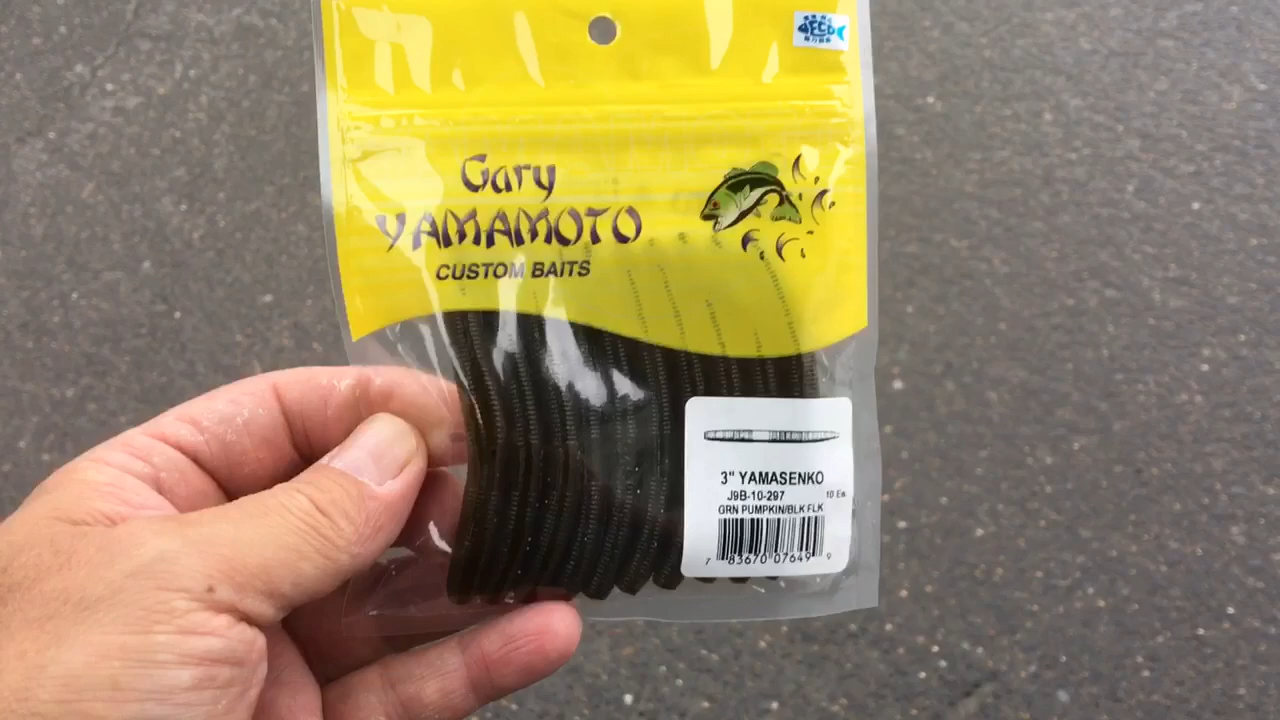 ECO
Gary
YAMAMOTO
CUSTOM BAITS
3" YAMASENKO
J9B-10-297 10 Ea.
GRN PUMPKIN/BLK FLK
7 83670 07649 9